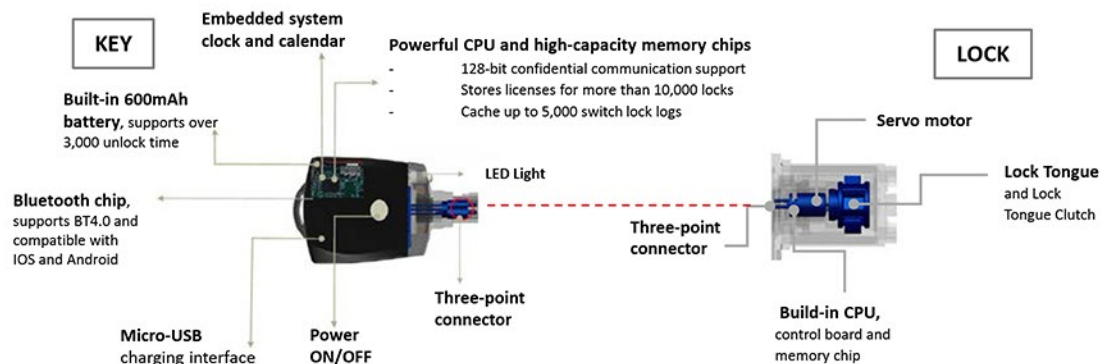 KEY
Embedded system
clock and calendar
Powerful CPU and high-capacity memory chips
- 128-bit confidential communication support
- Stores licenses for more than 10,000 locks
- Cache up to 5,000 switch lock logs
LOCK
Built-in 600mAh
battery, supports over
3,000 unlock time
LED Light
Servo motor
Bluetooth chip,
supports BT4.0 and
compatible with
IOS and Android
Lock Tongue
and Lock
Tongue Clutch
Three-point
connector
Three-point
connector
Micro-USB
charging interface
Power
ON/OFF
Build-in CPU,
control board and
memory chip